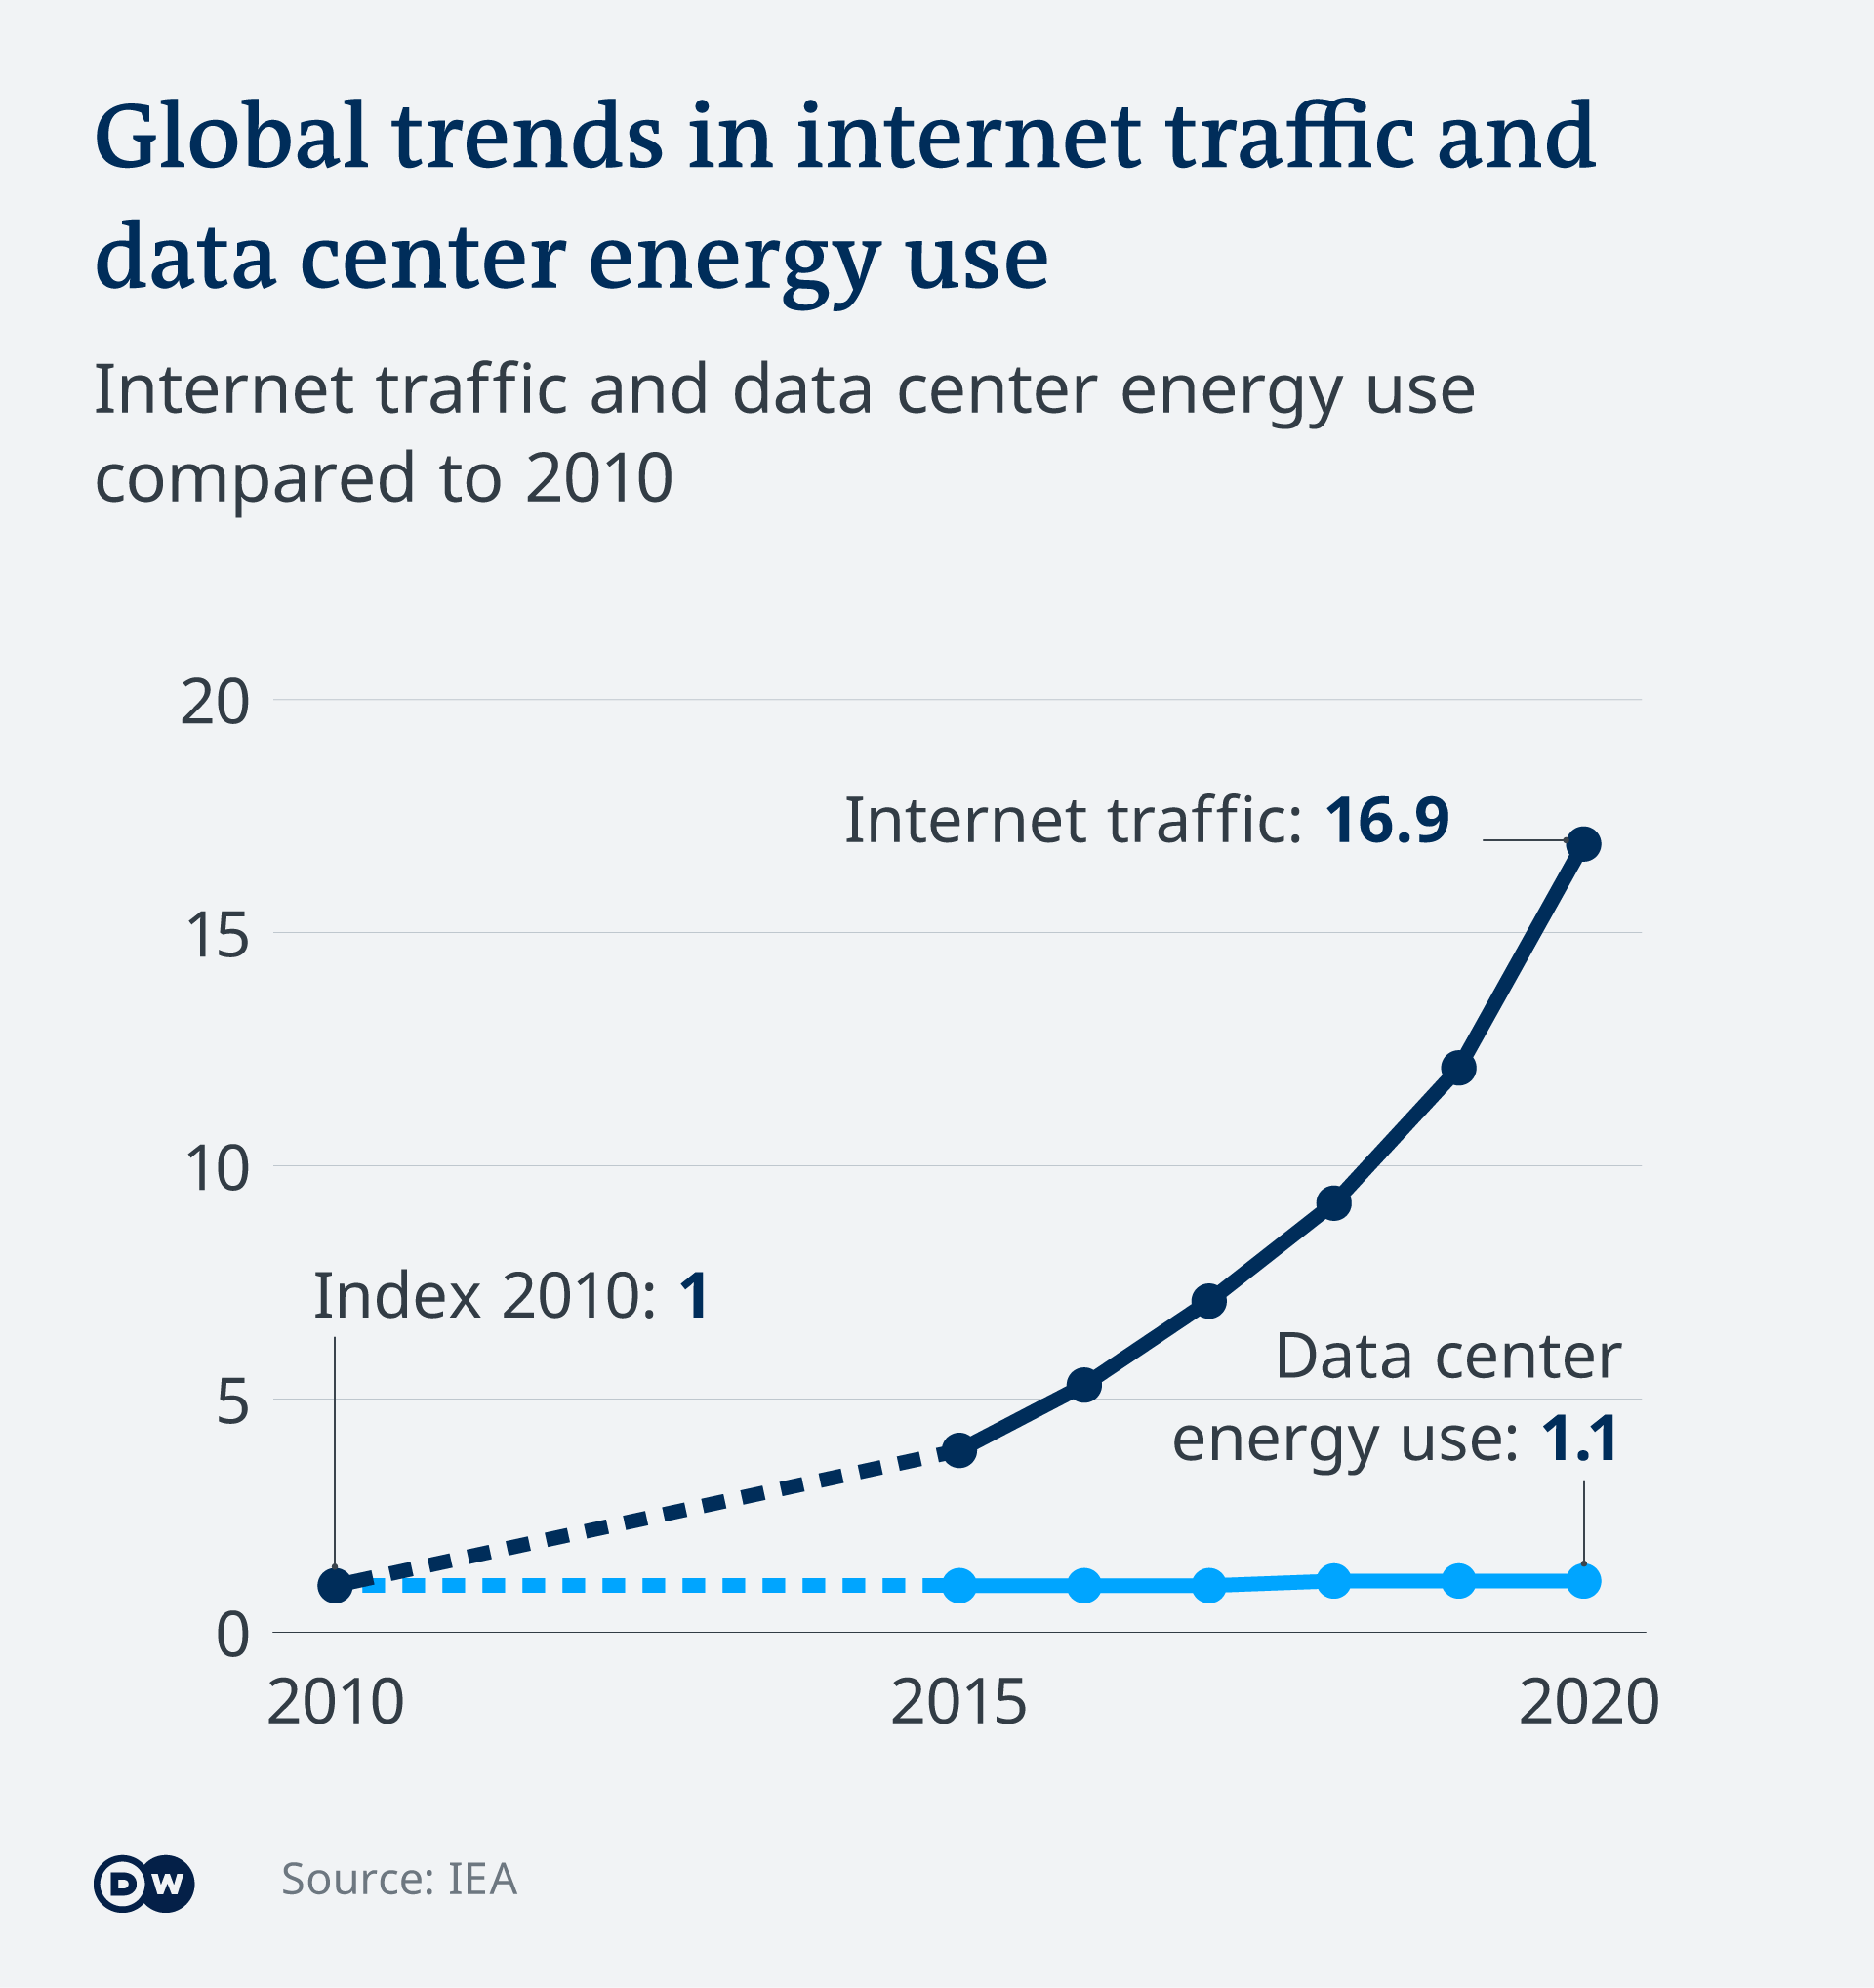 Global trends in internet traffic and
data center energy use
Internet traffic and data center energy use
compared to 2010
20
Internet traffic: 16.9
15
10
Index 2010: 1
Data center
5
energy use: 1.1
0
2010 2015 2020
DW Source: IEA